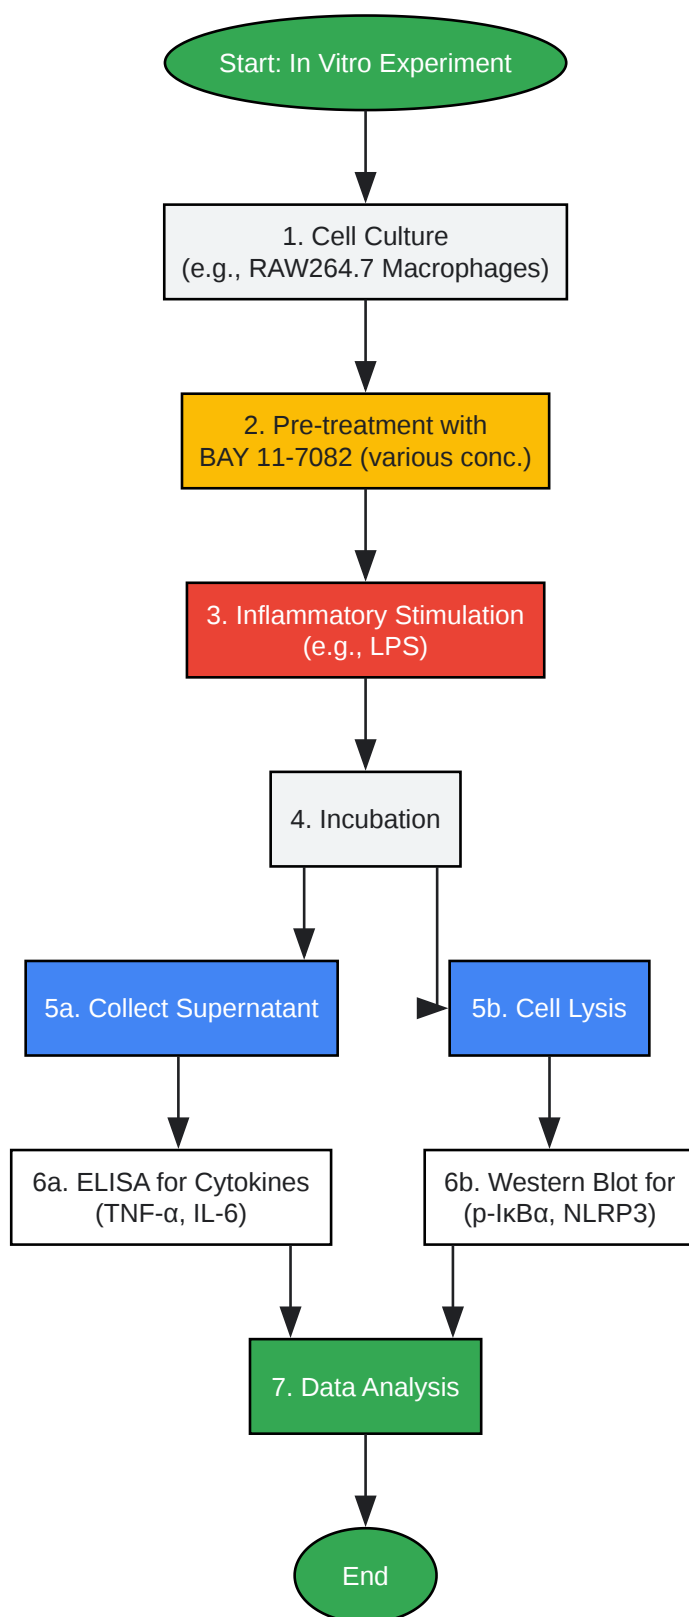 Start: In Vitro Experiment
1. Cell Culture
(e.g., RAW264.7 Macrophages)
2. Pre-treatment with
BAY 11-7082 (various conc.)
3. Inflammatory Stimulation
(e.g., LPS)
4. Incubation
5a. Collect Supernatant
5b. Cell Lysis
6a. ELISA for Cytokines
(TNF-α, IL-6)
6b. Western Blot for
(p-IκBα, NLRP3)
7. Data Analysis
End